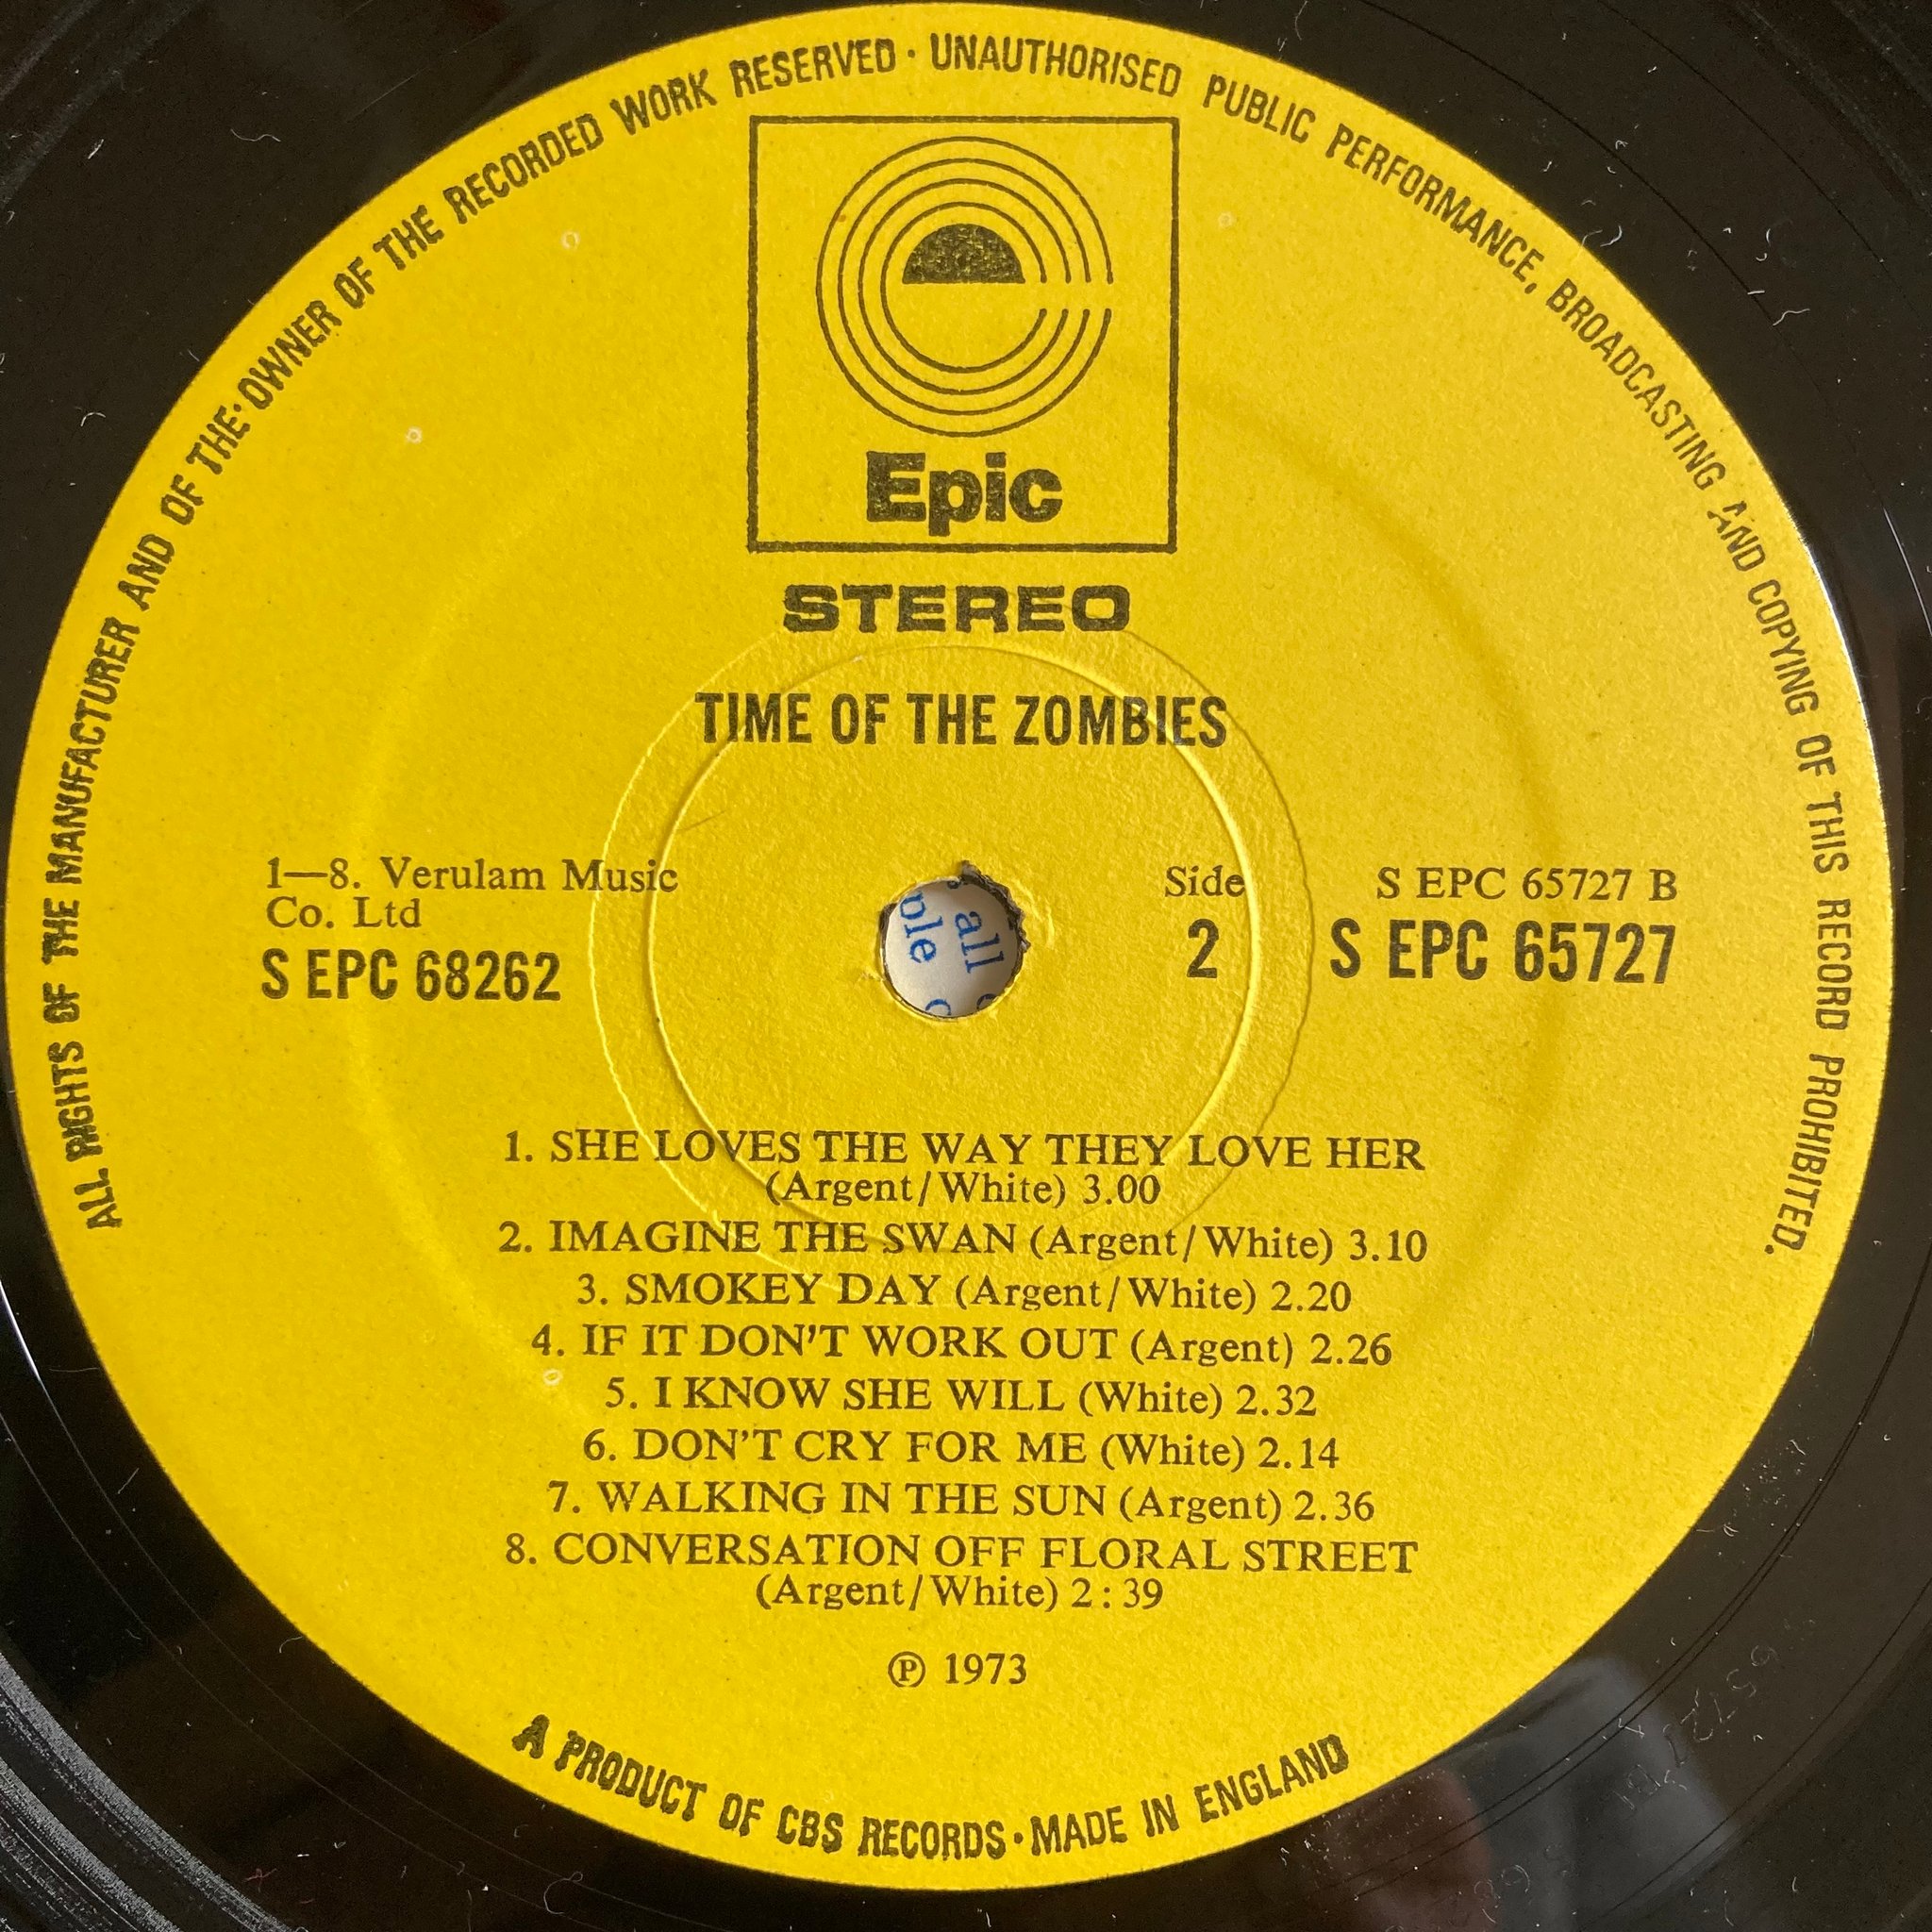 ALL RIGHTS OF THE MANUFACTURER AND OF THE·OWNER OF THE RECORDED WORK RESERVED · UNAUTHORISED PUBLIC PERFORMANCE, BROADCASTING AND COPYING OF THIS RECORD PROHIBITED.
Epic
STEREO
TIME OF THE ZOMBIES
1—8. Verulam Music
Co. Ltd
S EPC 68262
all
Side
2
S EPC 65727 B
S EPC 65727
1. SHE LOVES THE WAY THEY LOVE HER
(Argent/White) 3.00
2. IMAGINE THE SWAN (Argent/White) 3.10
3. SMOKEY DAY (Argent/White) 2.20
4. IF IT DON'T WORK OUT (Argent) 2.26
5. I KNOW SHE WILL (White) 2.32
6. DON'T CRY FOR ME (White) 2.14
7. WALKING IN THE SUN (Argent) 2.36
8. CONVERSATION OFF FLORAL STREET
(Argent/White) 2:39
℗ 1973
A PRODUCT OF CBS RECORDS · MADE IN ENGLAND